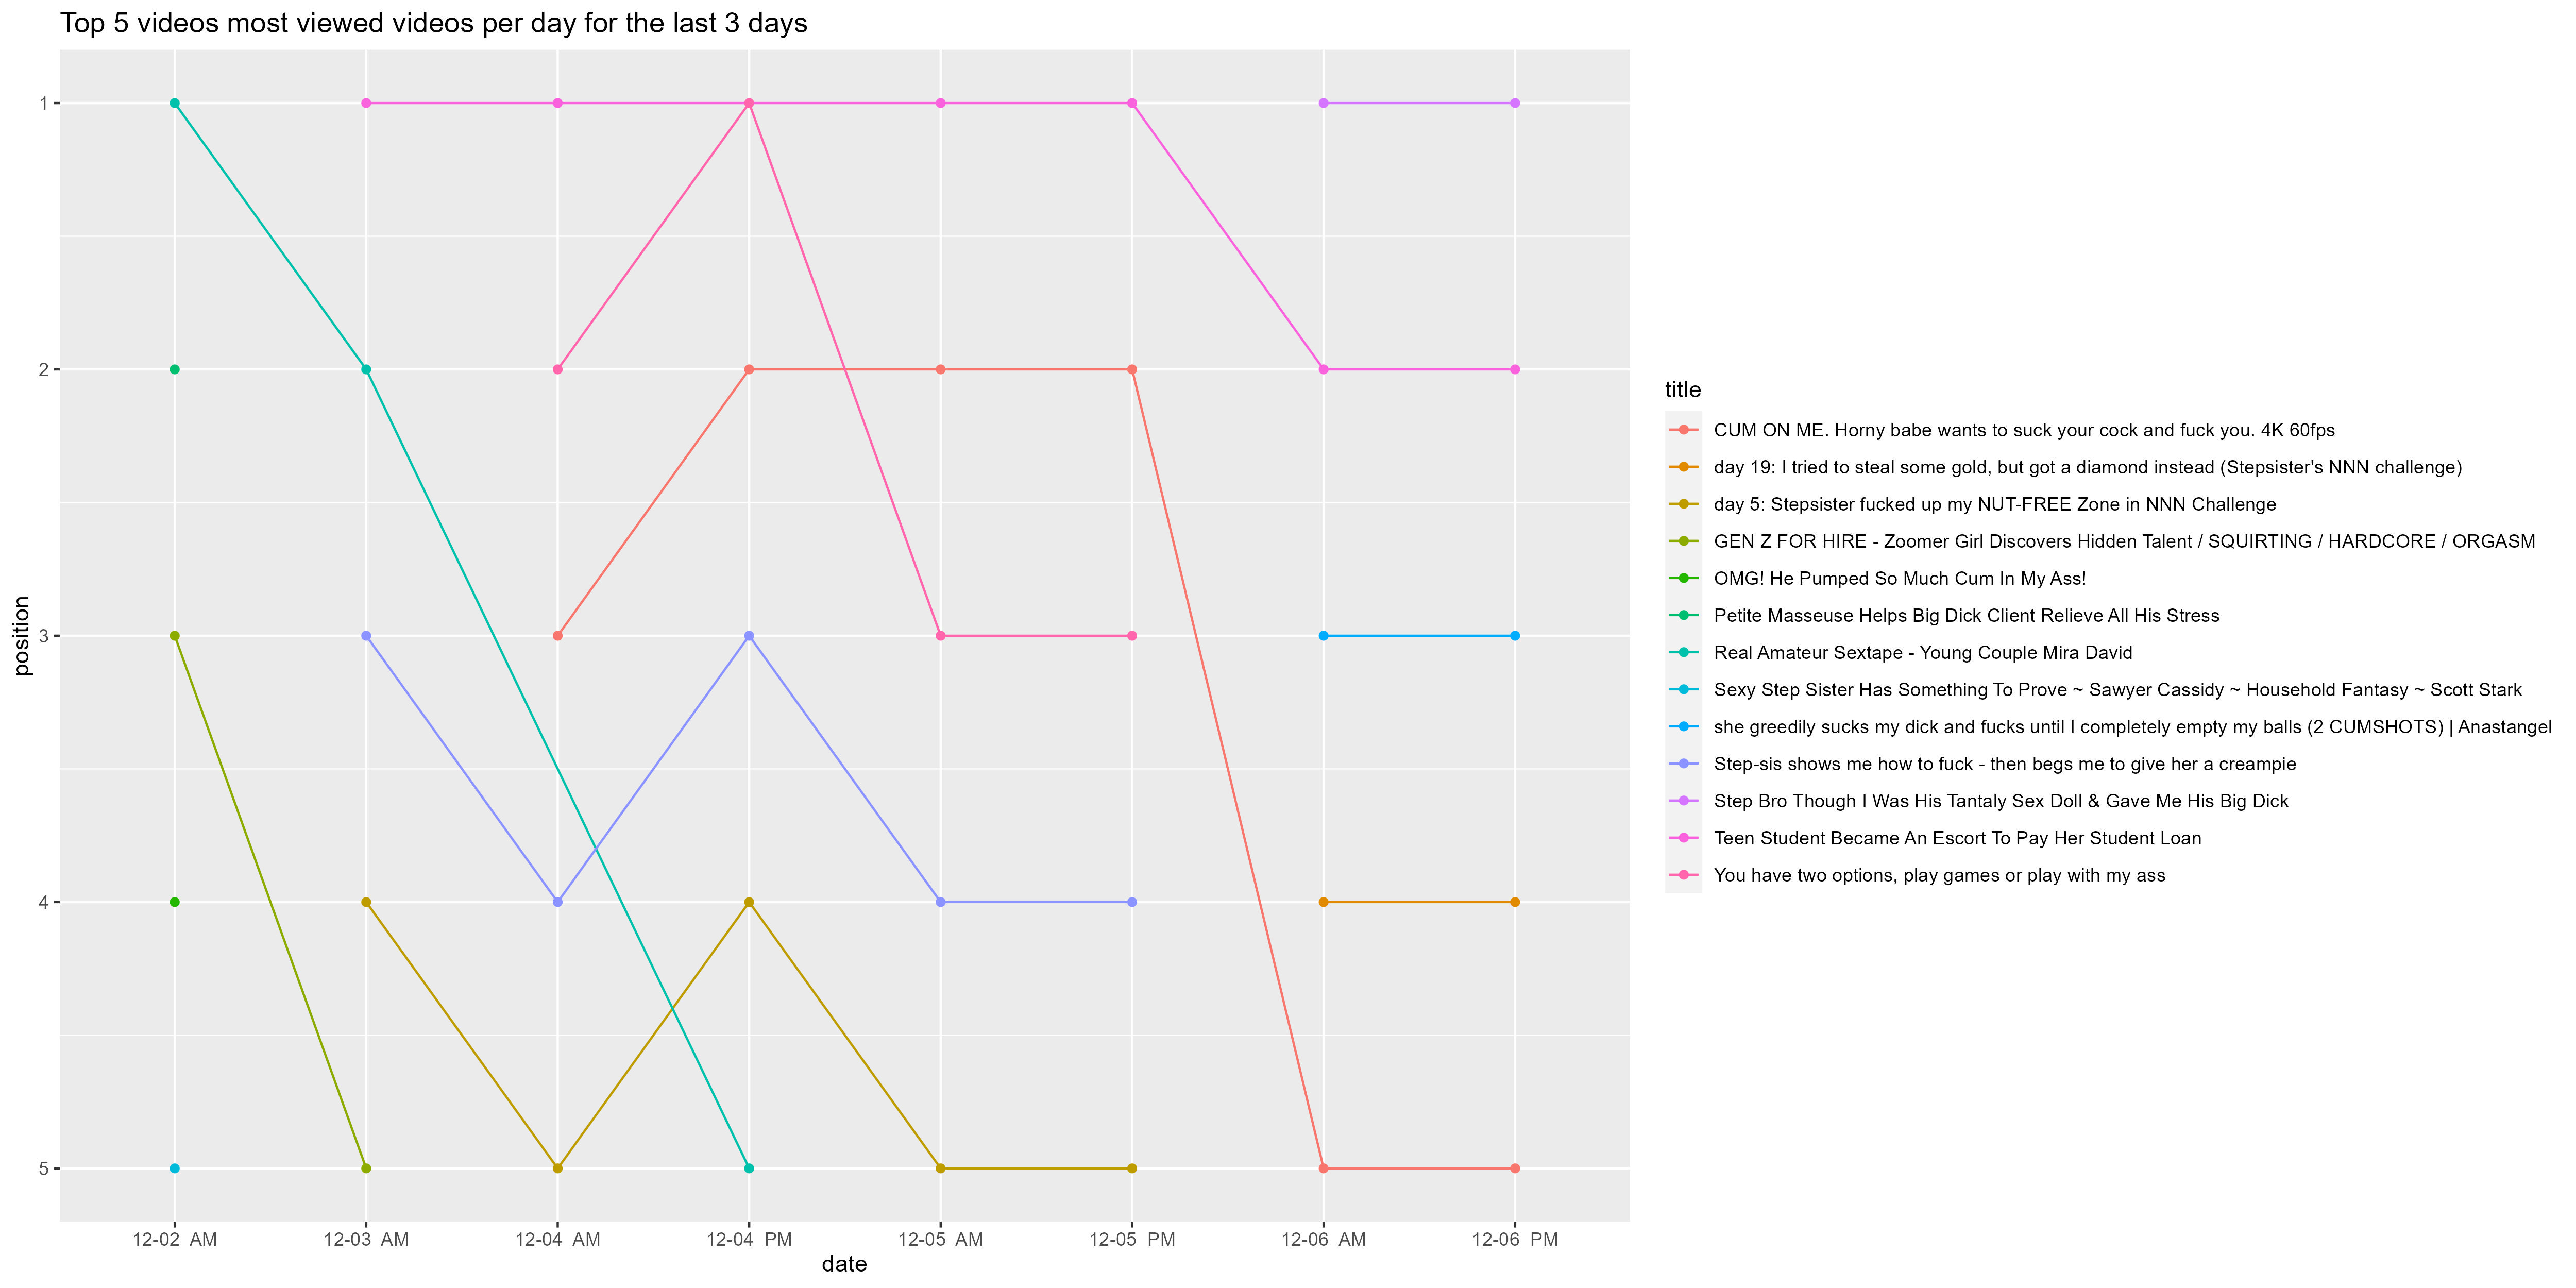 Top 5 videos most viewed videos per day for the last 3 days
position
1
2
3
4
5
12-02 AM
12-03 AM
12-04 AM
12-04 PM
12-05 AM
12-05 PM
12-06 AM
12-06 PM
date
title
CUM ON ME. Horny babe wants to suck your cock and fuck you. 4K 60fps
day 19: I tried to steal some gold, but got a diamond instead (Stepsister's NNN challenge)
day 5: Stepsister fucked up my NUT-FREE Zone in NNN Challenge
GEN Z FOR HIRE - Zoomer Girl Discovers Hidden Talent / SQUIRTING / HARDCORE / ORGASM
OMG! He Pumped So Much Cum In My Ass!
Petite Masseuse Helps Big Dick Client Relieve All His Stress
Real Amateur Sextape - Young Couple Mira David
Sexy Step Sister Has Something To Prove ~ Sawyer Cassidy ~ Household Fantasy ~ Scott Stark
she greedily sucks my dick and fucks until I completely empty my balls (2 CUMSHOTS) | Anastangel
Step-sis shows me how to fuck - then begs me to give her a creampie
Step Bro Though I Was His Tantaly Sex Doll & Gave Me His Big Dick
Teen Student Became An Escort To Pay Her Student Loan
You have two options, play games or play with my ass